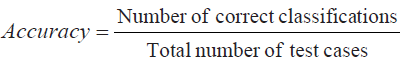 Accuracy = Number of correct classifications
Total number of test cases